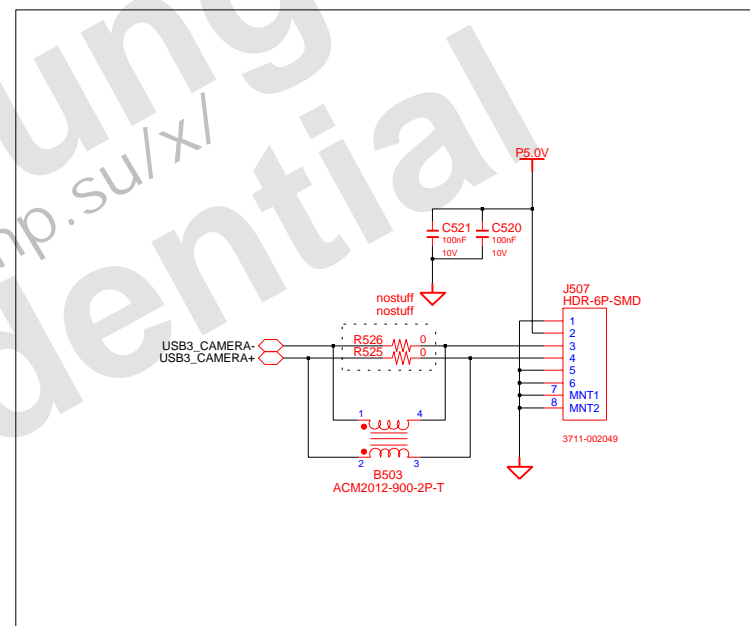 ung
dential
mp.su/x/
P5.0V
C521
100nF
10V
C520
100nF
10V
nostuff
nostuff
J507
HDR-6P-SMD
USB3_CAMERA-
USB3_CAMERA+
R526
0
R525
0
1
2
3
4
5
6
7
MNT1
8
MNT2
3711-002049
1
4
2
3
B503
ACM2012-900-2P-T